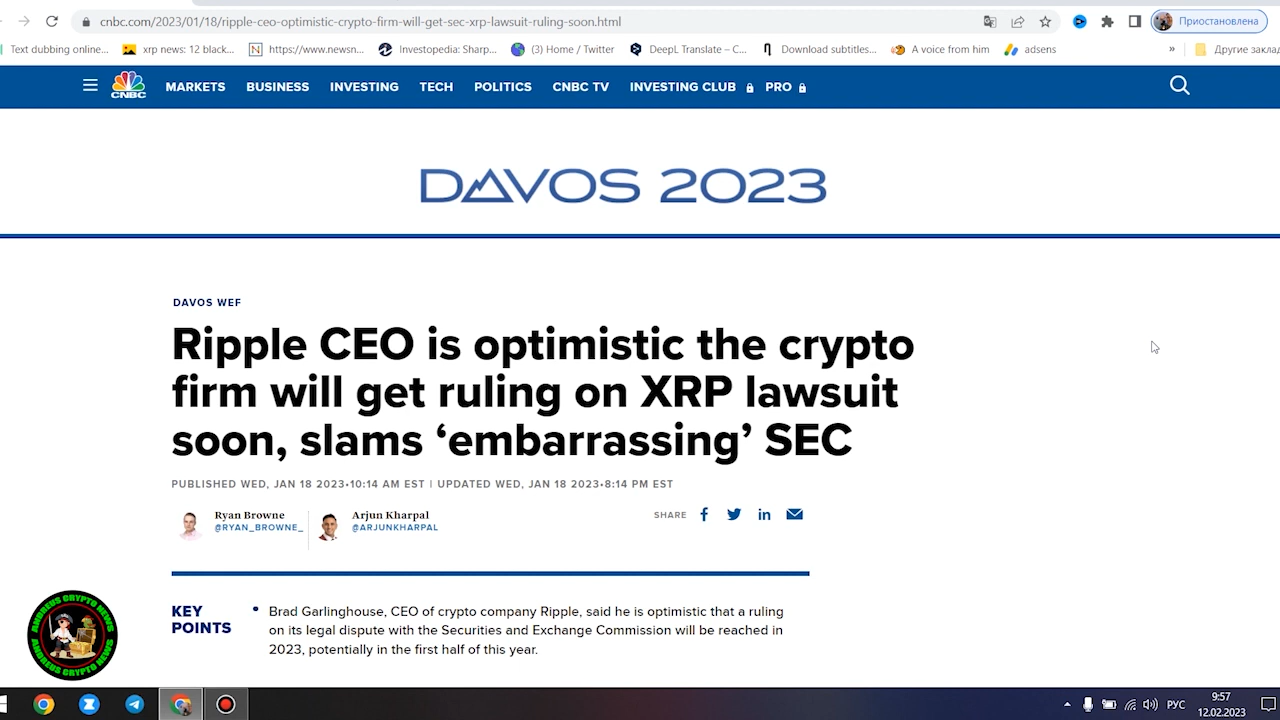 cnbc.com/2023/01/18/ripple-ceo-optimistic-crypto-firm-will-get-sec-xrp-lawsuit-ruling-soon.html
Приостановлена
Text dubbing online...
xrp news: 12 black...
https://www.newsn...
Investopedia: Sharp...
(3) Home / Twitter
DeepL Translate – C...
Download subtitles...
A voice from him
adsens
»
Другие заклад
CNBC
MARKETS
BUSINESS
INVESTING
TECH
POLITICS
CNBC TV
INVESTING CLUB
PRO
DAVOS 2023
DAVOS WEF
Ripple CEO is optimistic the crypto
firm will get ruling on XRP lawsuit
soon, slams ‘embarrassing’ SEC
PUBLISHED WED, JAN 18 2023•10:14 AM EST | UPDATED WED, JAN 18 2023•8:14 PM EST
Ryan Browne
@RYAN_BROWNE_
Arjun Kharpal
@ARJUNKHARPAL
SHARE
KEY
POINTS
• Brad Garlinghouse, CEO of crypto company Ripple, said he is optimistic that a ruling
on its legal dispute with the Securities and Exchange Commission will be reached in
2023, potentially in the first half of this year.
ANDREUS CRYPTO NEWS
ANDREUS CRYPTO NEWS
РУС
9:57
12.02.2023